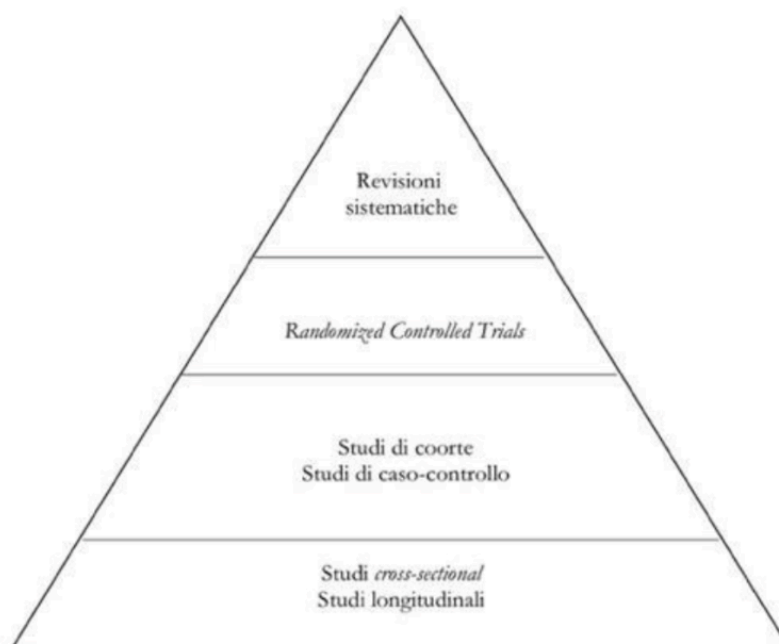 Revisioni
sistematiche
Randomized Controlled Trials
Studi di coorte
Studi di caso-controllo
Studi cross-sectional
Studi longitudinali